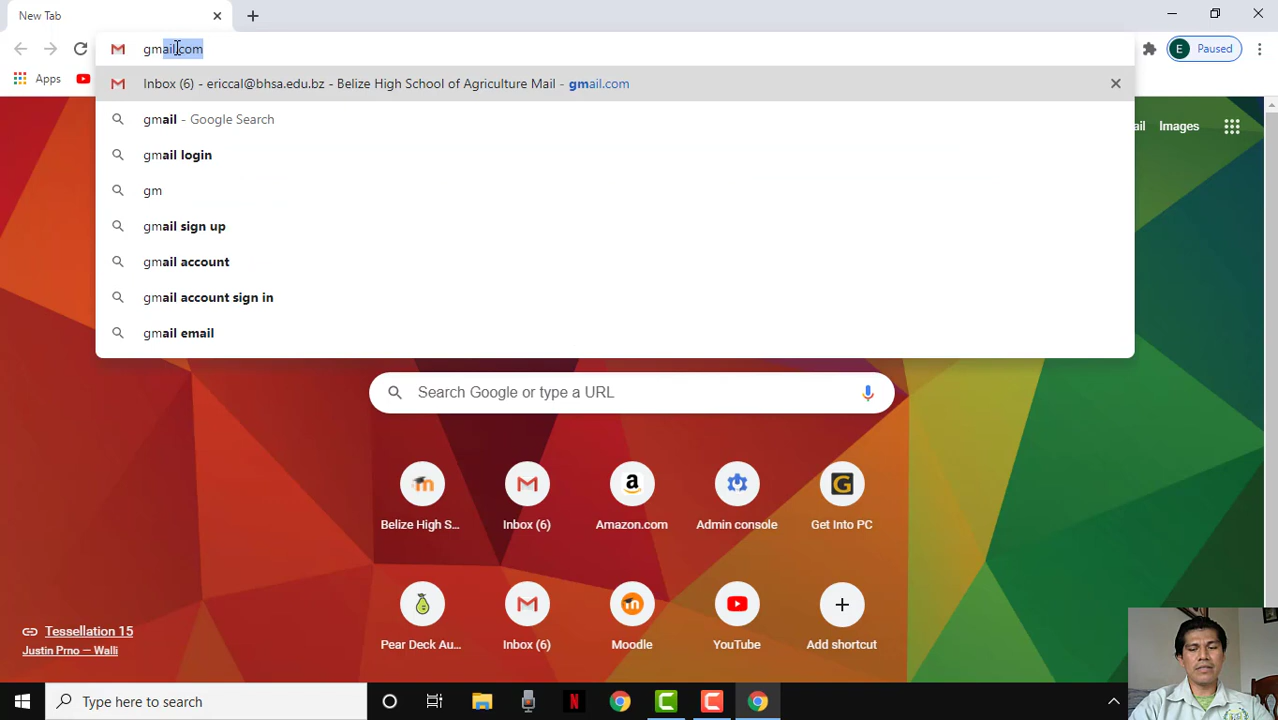 New Tab
gmail.com
E Paused
Inbox (6) - ericcal@bhsa.edu.bz - Belize High School of Agriculture Mail - gmail.com
Apps
gmail - Google Search
ail Images
gmail login
gm
gmail sign up
gmail account
gmail account sign in
gmail email
Search Google or type a URL
Belize High S...
Inbox (6)
Amazon.com
Admin console
Get Into PC
Pear Deck Au...
Inbox (6)
Moodle
YouTube
Add shortcut
Tessellation 15
Justin Prno — Walli
Type here to search